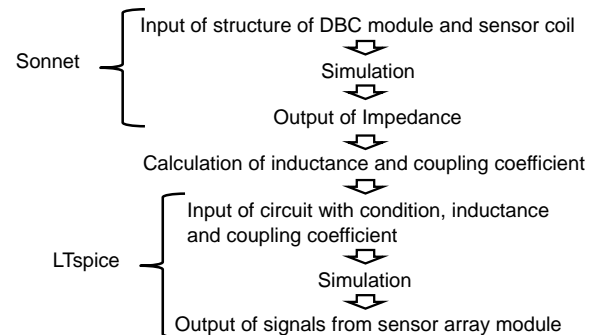 Input of structure of DBC module and sensor coil
Sonnet
Simulation
Output of Impedance
Calculation of inductance and coupling coefficient
Input of circuit with condition, inductance
and coupling coefficient
LTspice
Simulation
Output of signals from sensor array module